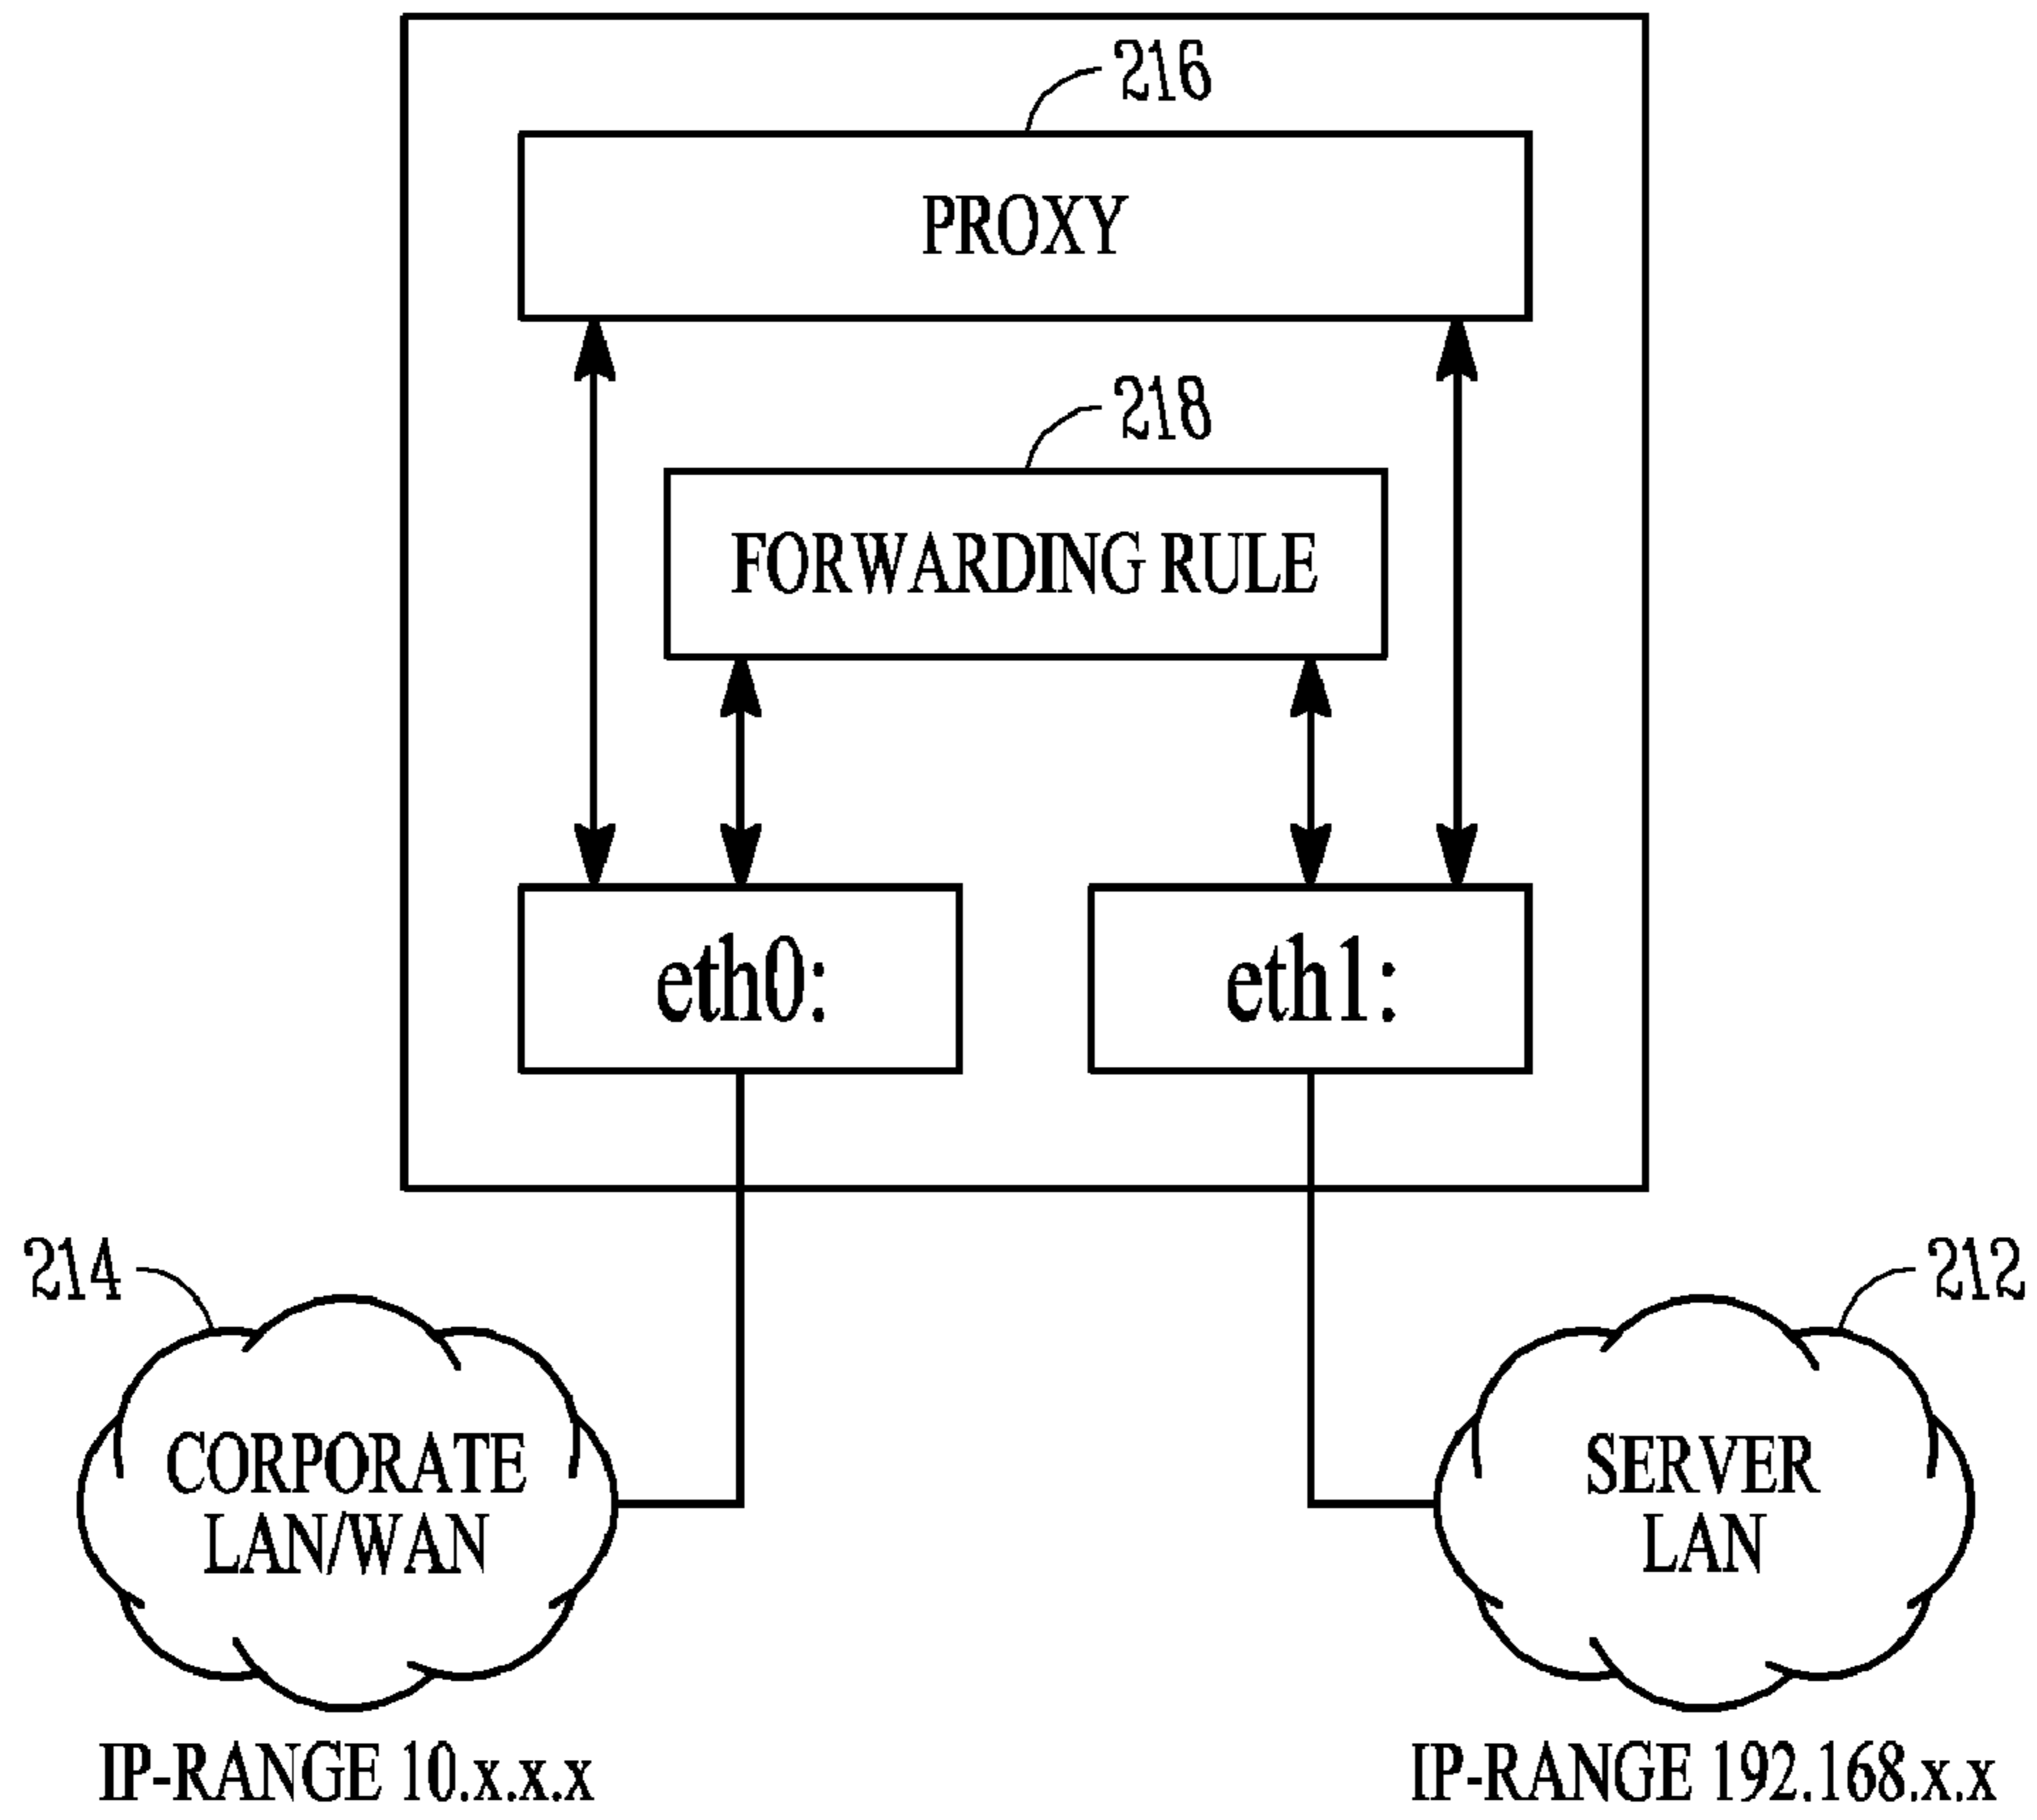 216
PROXY
218
FORWARDING RULE
eth0:
eth1:
214
212
CORPORATE
LAN/WAN
SERVER
LAN
IP-RANGE 10.x.x.x
IP-RANGE 192.168.x.x